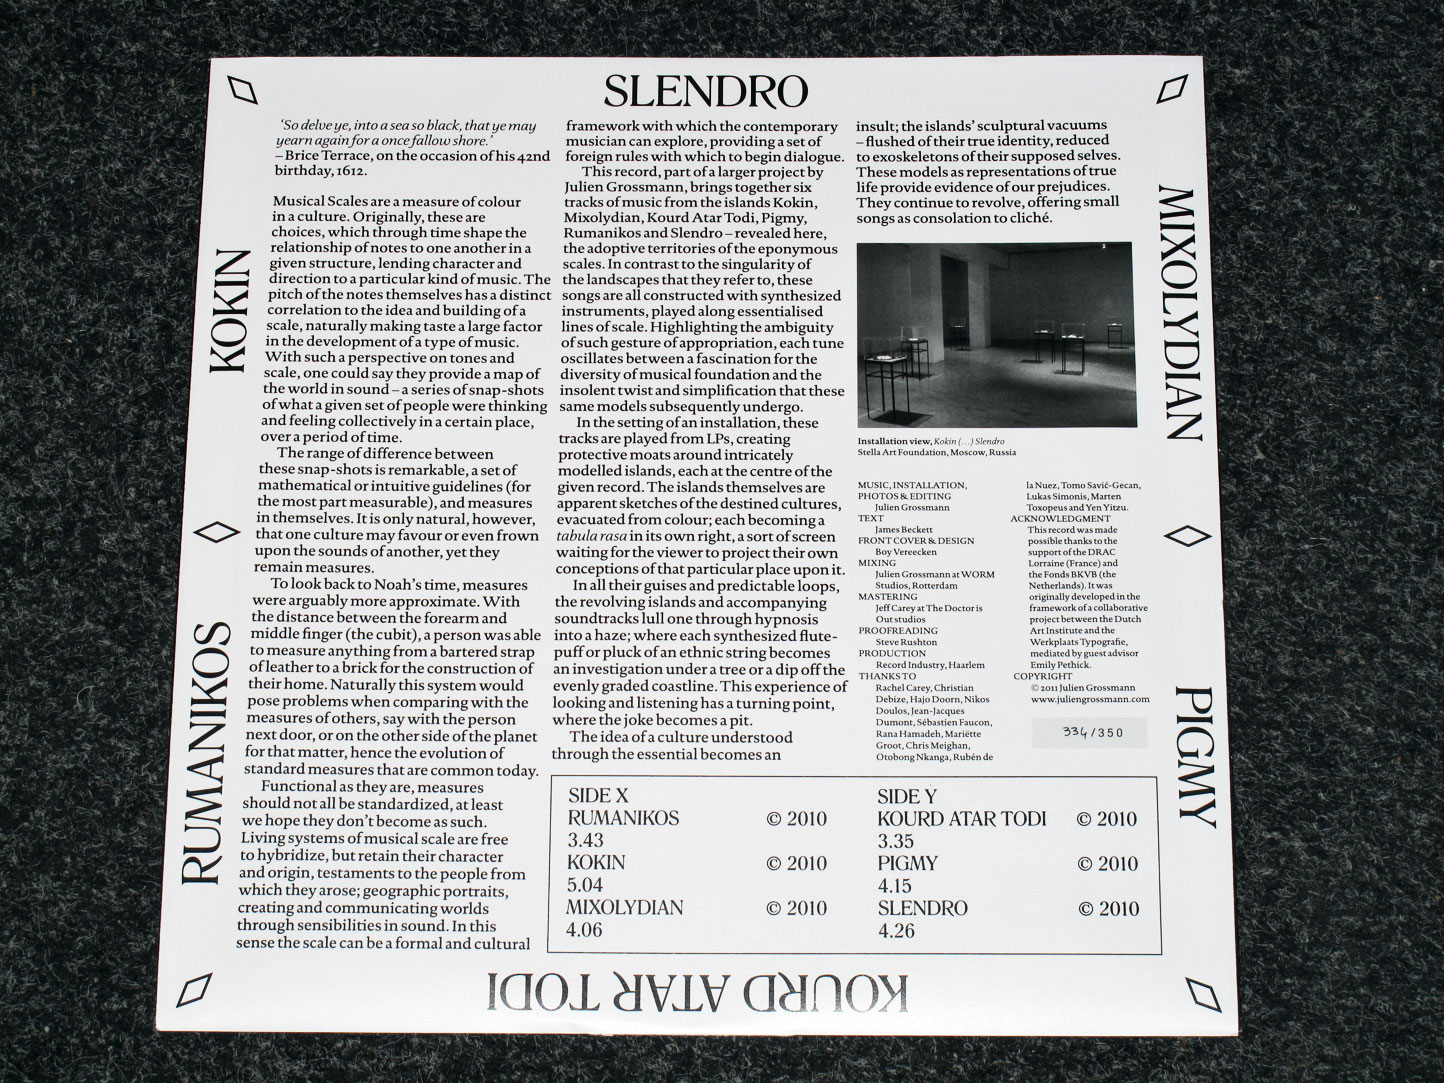 SLENDRO
KOKIN
RUMANIKOS
MIXOLYDIAN
PIGMY
KOURD ATAR TODI
‘So delve ye, into a sea so black, that ye may
yearn again for a once fallow shore.’
– Brice Terrace, on the occasion of his 42nd
birthday, 1612.
Musical Scales are a measure of colour
in a culture. Originally, these are
choices, which through time shape the
relationship of notes to one another in a
given structure, lending character and
direction to a particular kind of music. The
pitch of the notes themselves has a distinct
correlation to the idea and building of a
scale, naturally making taste a large factor
in the development of a type of music.
With such a perspective on tones and
scale, one could say they provide a map of
the world in sound – a series of snap-shots
of what a given set of people were thinking
and feeling collectively in a certain place,
over a period of time.
The range of difference between
these snap-shots is remarkable, a set of
mathematical or intuitive guidelines (for
the most part measurable), and measures
in themselves. It is only natural, however,
that one culture may favour or even frown
upon the sounds of another, yet they
remain measures.
To look back to Noah’s time, measures
were arguably more approximate. With
the distance between the forearm and
middle finger (the cubit), a person was able
to measure anything from a bartered strap
of leather to a brick for the construction of
their home. Naturally this system would
pose problems when comparing with the
measures of others, say with the person
next door, or on the other side of the planet
for that matter, hence the evolution of
standard measures that are common today.
Functional as they are, measures
should not all be standardized, at least
we hope they don’t become as such.
Living systems of musical scale are free
to hybridize, but retain their character
and origin, testaments to the people from
which they arose; geographic portraits,
creating and communicating worlds
through sensibilities in sound. In this
sense the scale can be a formal and cultural
framework with which the contemporary
musician can explore, providing a set of
foreign rules with which to begin dialogue.
This record, part of a larger project by
Julien Grossmann, brings together six
tracks of music from the islands Kokin,
Mixolydian, Kourd Atar Todi, Pigmy,
Rumanikos and Slendro – revealed here,
the adoptive territories of the eponymous
scales. In contrast to the singularity of
the landscapes that they refer to, these
songs are all constructed with synthesized
instruments, played along essentialised
lines of scale. Highlighting the ambiguity
of such gesture of appropriation, each tune
oscillates between a fascination for the
diversity of musical foundation and the
insolent twist and simplification that these
same models subsequently undergo.
In the setting of an installation, these
tracks are played from LPs, creating
protective moats around intricately
modelled islands, each at the centre of the
given record. The islands themselves are
apparent sketches of the destined cultures,
evacuated from colour; each becoming a
tabula rasa in its own right, a sort of screen
waiting for the viewer to project their own
conceptions of that particular place upon it.
In all their guises and predictable loops,
the revolving islands and accompanying
soundtracks lull one through hypnosis
into a haze; where each synthesized flute-
puff or pluck of an ethnic string becomes
an investigation under a tree or a dip off the
evenly graded coastline. This experience of
looking and listening has a turning point,
where the joke becomes a pit.
The idea of a culture understood
through the essential becomes an
insult; the islands’ sculptural vacuums
– flushed of their true identity, reduced
to exoskeletons of their supposed selves.
These models as representations of true
life provide evidence of our prejudices.
They continue to revolve, offering small
songs as consolation to cliché.
Installation view, Kokin (...) Slendro
Stella Art Foundation, Moscow, Russia
MUSIC, INSTALLATION,
PHOTOS & EDITING
Julien Grossmann
TEXT
James Beckett
FRONT COVER & DESIGN
Boy Vereecken
MIXING
Julien Grossmann at WORM
Studios, Rotterdam
MASTERING
Jeff Carey at The Doctor is
Out studios
PROOFREADING
Steve Rushton
PRODUCTION
Record Industry, Haarlem
THANKS TO
Rachel Carey, Christian
Debize, Hajo Doorn, Nikos
Doulos, Jean-Jacques
Dumont, Sébastien Faucon,
Rana Hamadeh, Mariëtte
Groot, Chris Meighan,
Otobong Nkanga, Rubén de
la Nuez, Tomo Savić-Gecan,
Lukas Simonis, Marten
Toxopeus and Yen Yitzu.
ACKNOWLEDGMENT
This record was made
possible thanks to the
support of the DRAC
Lorraine (France) and
the Fonds BKVB (the
Netherlands). It was
originally developed in the
framework of a collaborative
project between the Dutch
Art Institute and the
Werkplaats Typografie,
mediated by guest advisor
Emily Pethick.
COPYRIGHT
© 2011 Julien Grossmann
www.juliengrossmann.com
334/350
SIDE X
RUMANIKOS © 2010
3.43
KOKIN © 2010
5.04
MIXOLYDIAN © 2010
4.06
SIDE Y
KOURD ATAR TODI © 2010
3.35
PIGMY © 2010
4.15
SLENDRO © 2010
4.26